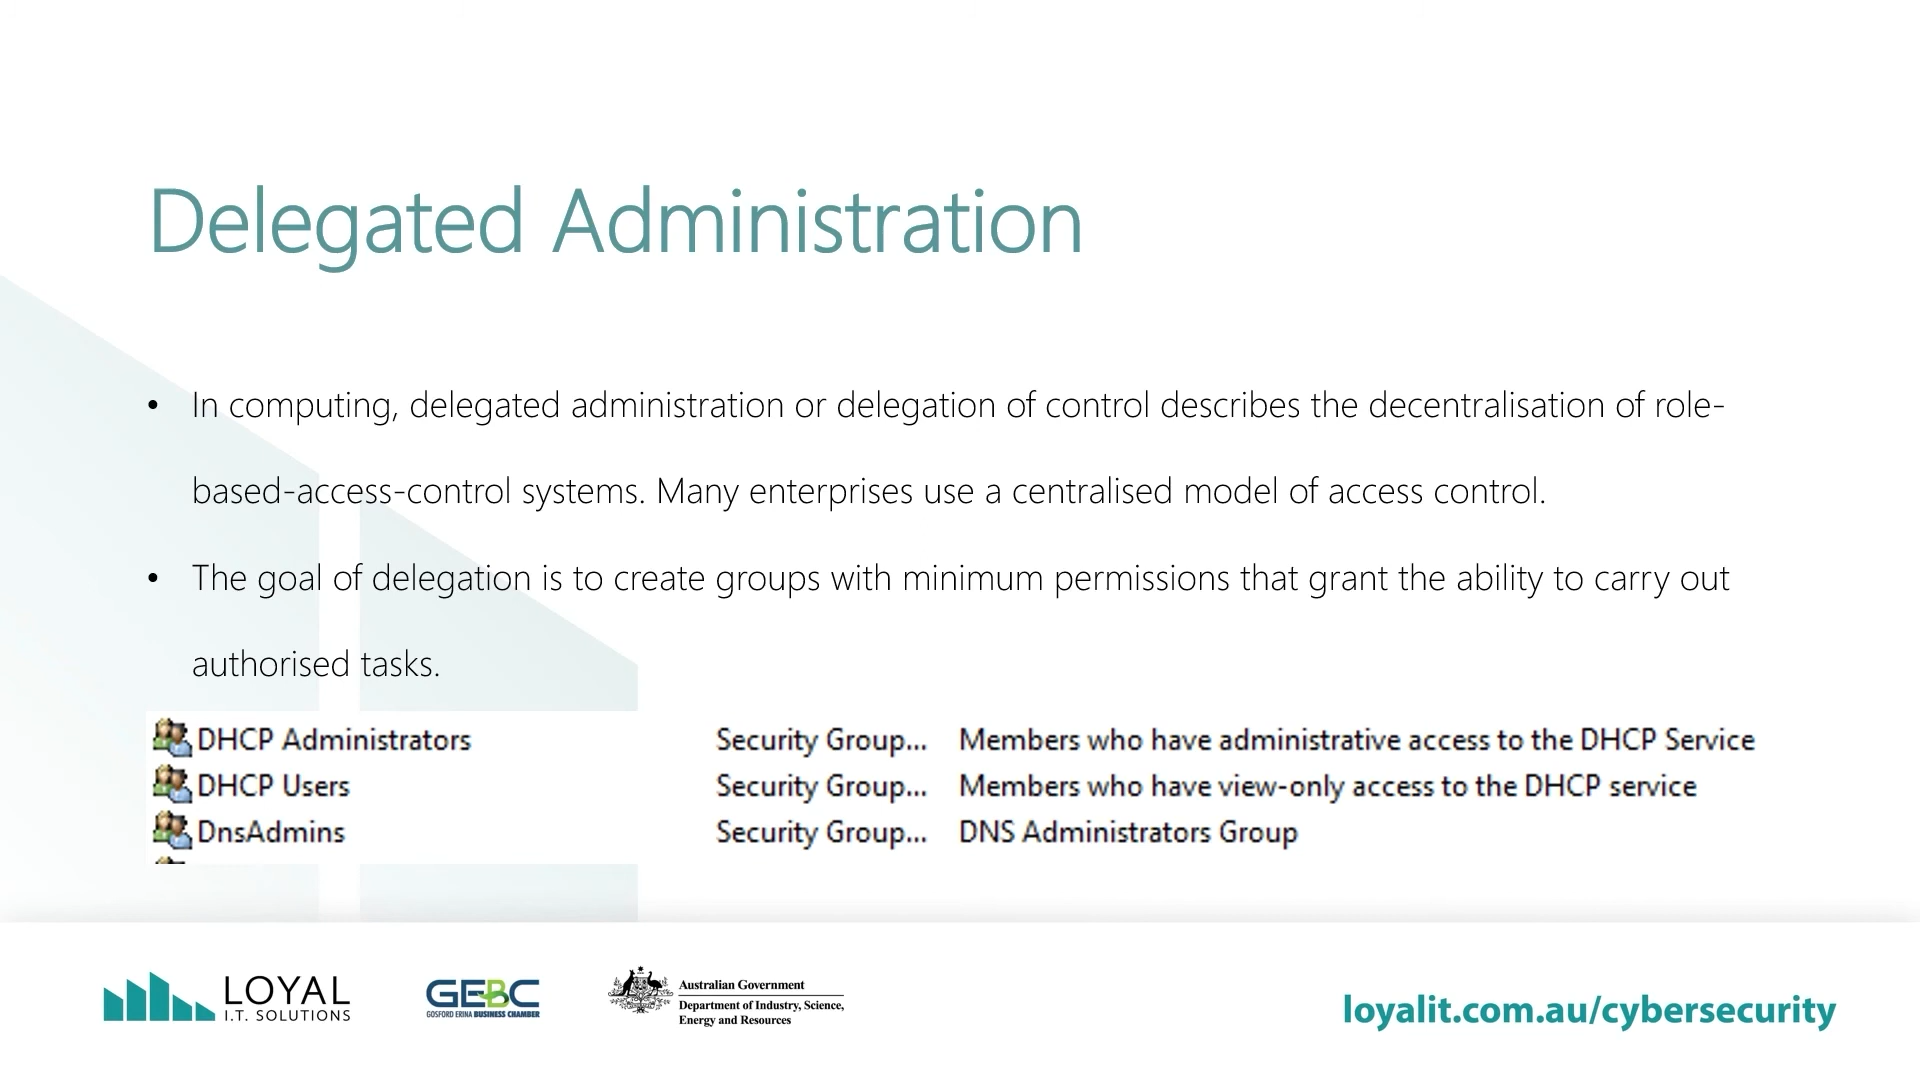 Delegated Administration
• In computing, delegated administration or delegation of control describes the decentralisation of role-
based-access-control systems. Many enterprises use a centralised model of access control.
• The goal of delegation is to create groups with minimum permissions that grant the ability to carry out
authorised tasks.
DHCP Administrators Security Group... Members who have administrative access to the DHCP Service
DHCP Users Security Group... Members who have view-only access to the DHCP service
DnsAdmins Security Group... DNS Administrators Group
LOYAL
I.T. SOLUTIONS
GEBC
GOSFORD ERINA BUSINESS CHAMBER
Australian Government
Department of Industry, Science,
Energy and Resources
loyalit.com.au/cybersecurity